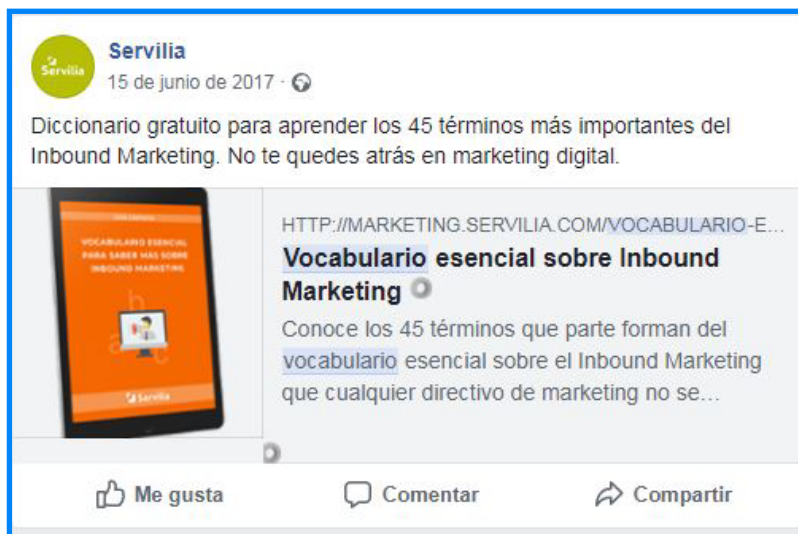 Servilia
Servilia
15 de junio de 2017 ·
Diccionario gratuito para aprender los 45 términos más importantes del
Inbound Marketing. No te quedes atrás en marketing digital.
VOCABULARIO ESENCIAL
PARA SABER MÁS SOBRE
INBOUND MARKETING
b
a
c
Servilia
HTTP://MARKETING.SERVILIA.COM/VOCABULARIO-E...
Vocabulario esencial sobre Inbound
Marketing
Conoce los 45 términos que parte forman del
vocabulario esencial sobre el Inbound Marketing
que cualquier directivo de marketing no se...
Me gusta
Comentar
Compartir